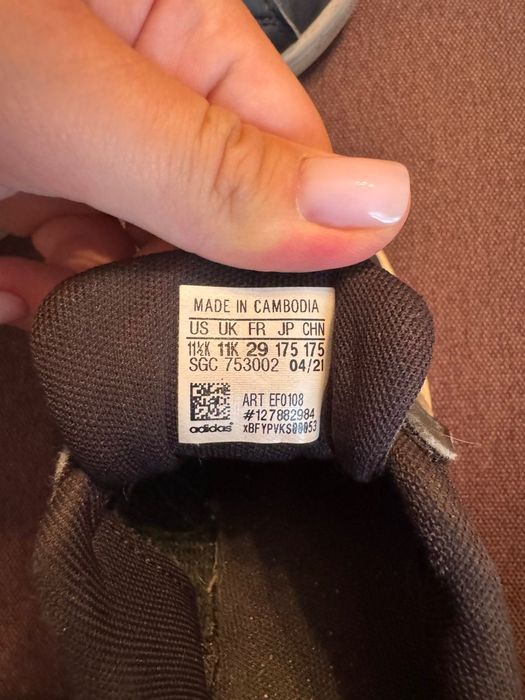 MADE IN CAMBODIA
US UK FR JP CHN
11½K 11K 29 175 175
SGC 753002 04/21
ART EF0108
#127882984
adidas xBFYPVKS00053